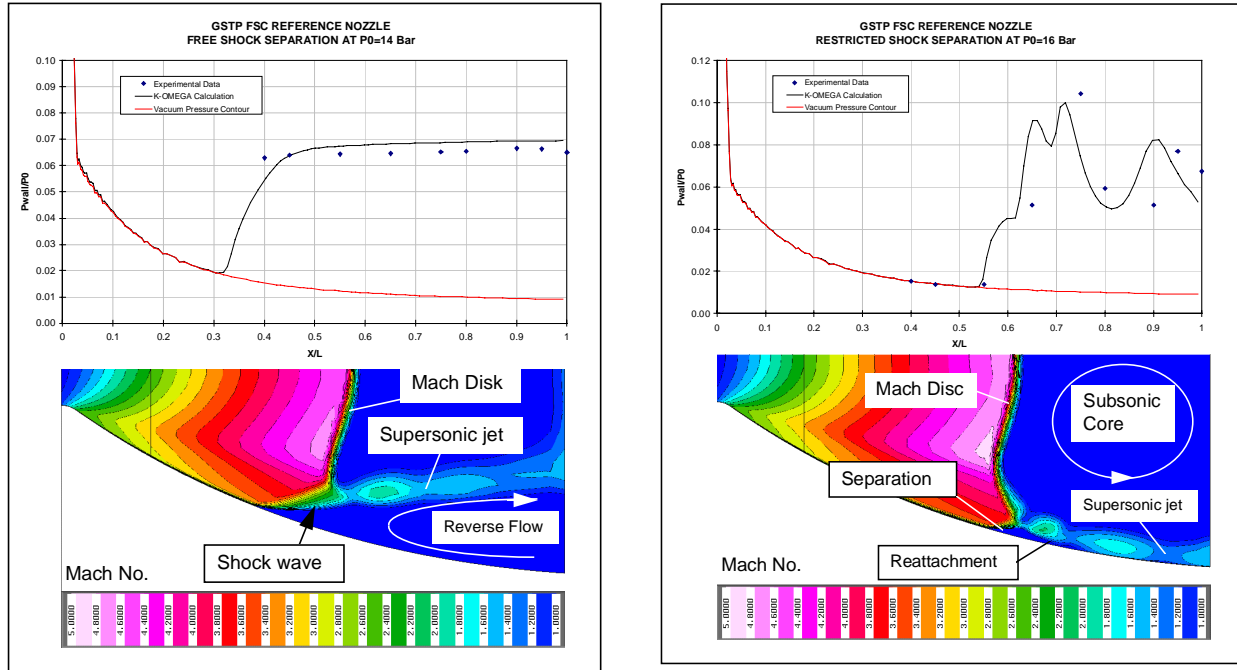 GSTP FSC REFERENCE NOZZLE
FREE SHOCK SEPARATION AT P0=14 Bar
0.10
0.09
0.08
0.07
0.06
0.05
0.04
0.03
0.02
0.01
0.00
Pwall/P0
Experimental Data
K-OMEGA Calculation
Vacuum Pressure Contour
0 0.1 0.2 0.3 0.4 0.5 0.6 0.7 0.8 0.9 1
X/L
Mach Disk
Supersonic jet
Reverse Flow
Shock wave
Mach No.
5.0000 4.8000 4.6000 4.4000 4.2000 4.0000 3.8000 3.6000 3.4000 3.2000 3.0000 2.8000 2.6000 2.4000 2.2000 2.0000 1.8000 1.6000 1.4000 1.2000 1.0000
GSTP FSC REFERENCE NOZZLE
RESTRICTED SHOCK SEPARATION AT P0=16 Bar
0.12
0.10
0.08
0.06
0.04
0.02
0.00
Pwall/P0
Experimental Data
K-OMEGA Calculation
Vacuum Pressure Contour
0 0.1 0.2 0.3 0.4 0.5 0.6 0.7 0.8 0.9 1
X/L
Mach Disc
Subsonic
Core
Separation
Supersonic jet
Reattachment
Mach No.
5.0000 4.8000 4.6000 4.4000 4.2000 4.0000 3.8000 3.6000 3.4000 3.2000 3.0000 2.8000 2.6000 2.4000 2.2000 2.0000 1.8000 1.6000 1.4000 1.2000 1.0000